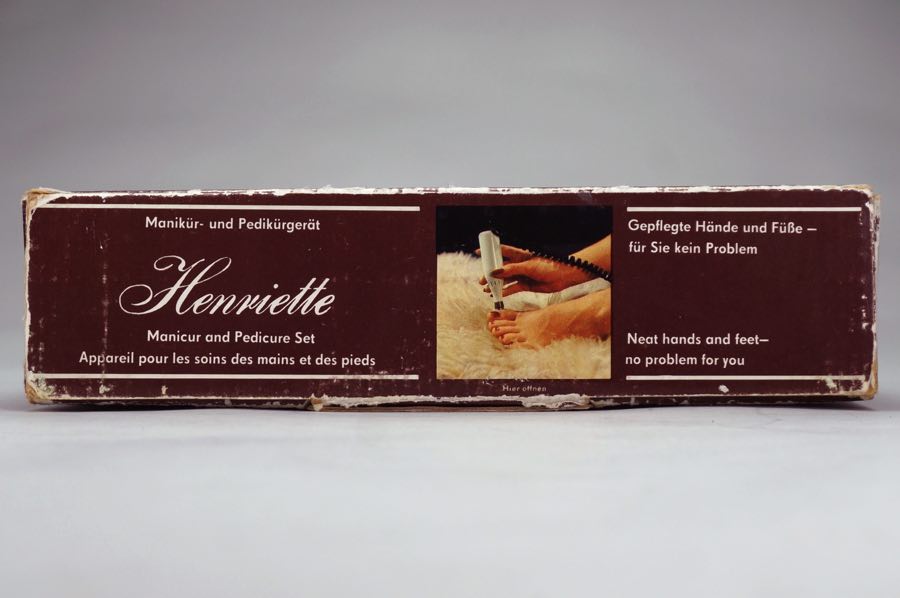 Manikür- und Pedikürgerät
Henriette
Manicur and Pedicure Set
Appareil pour les soins des mains et des pieds
Hier öffnen
Gepflegte Hände und Füße –
für Sie kein Problem
Neat hands and feet–
no problem for you